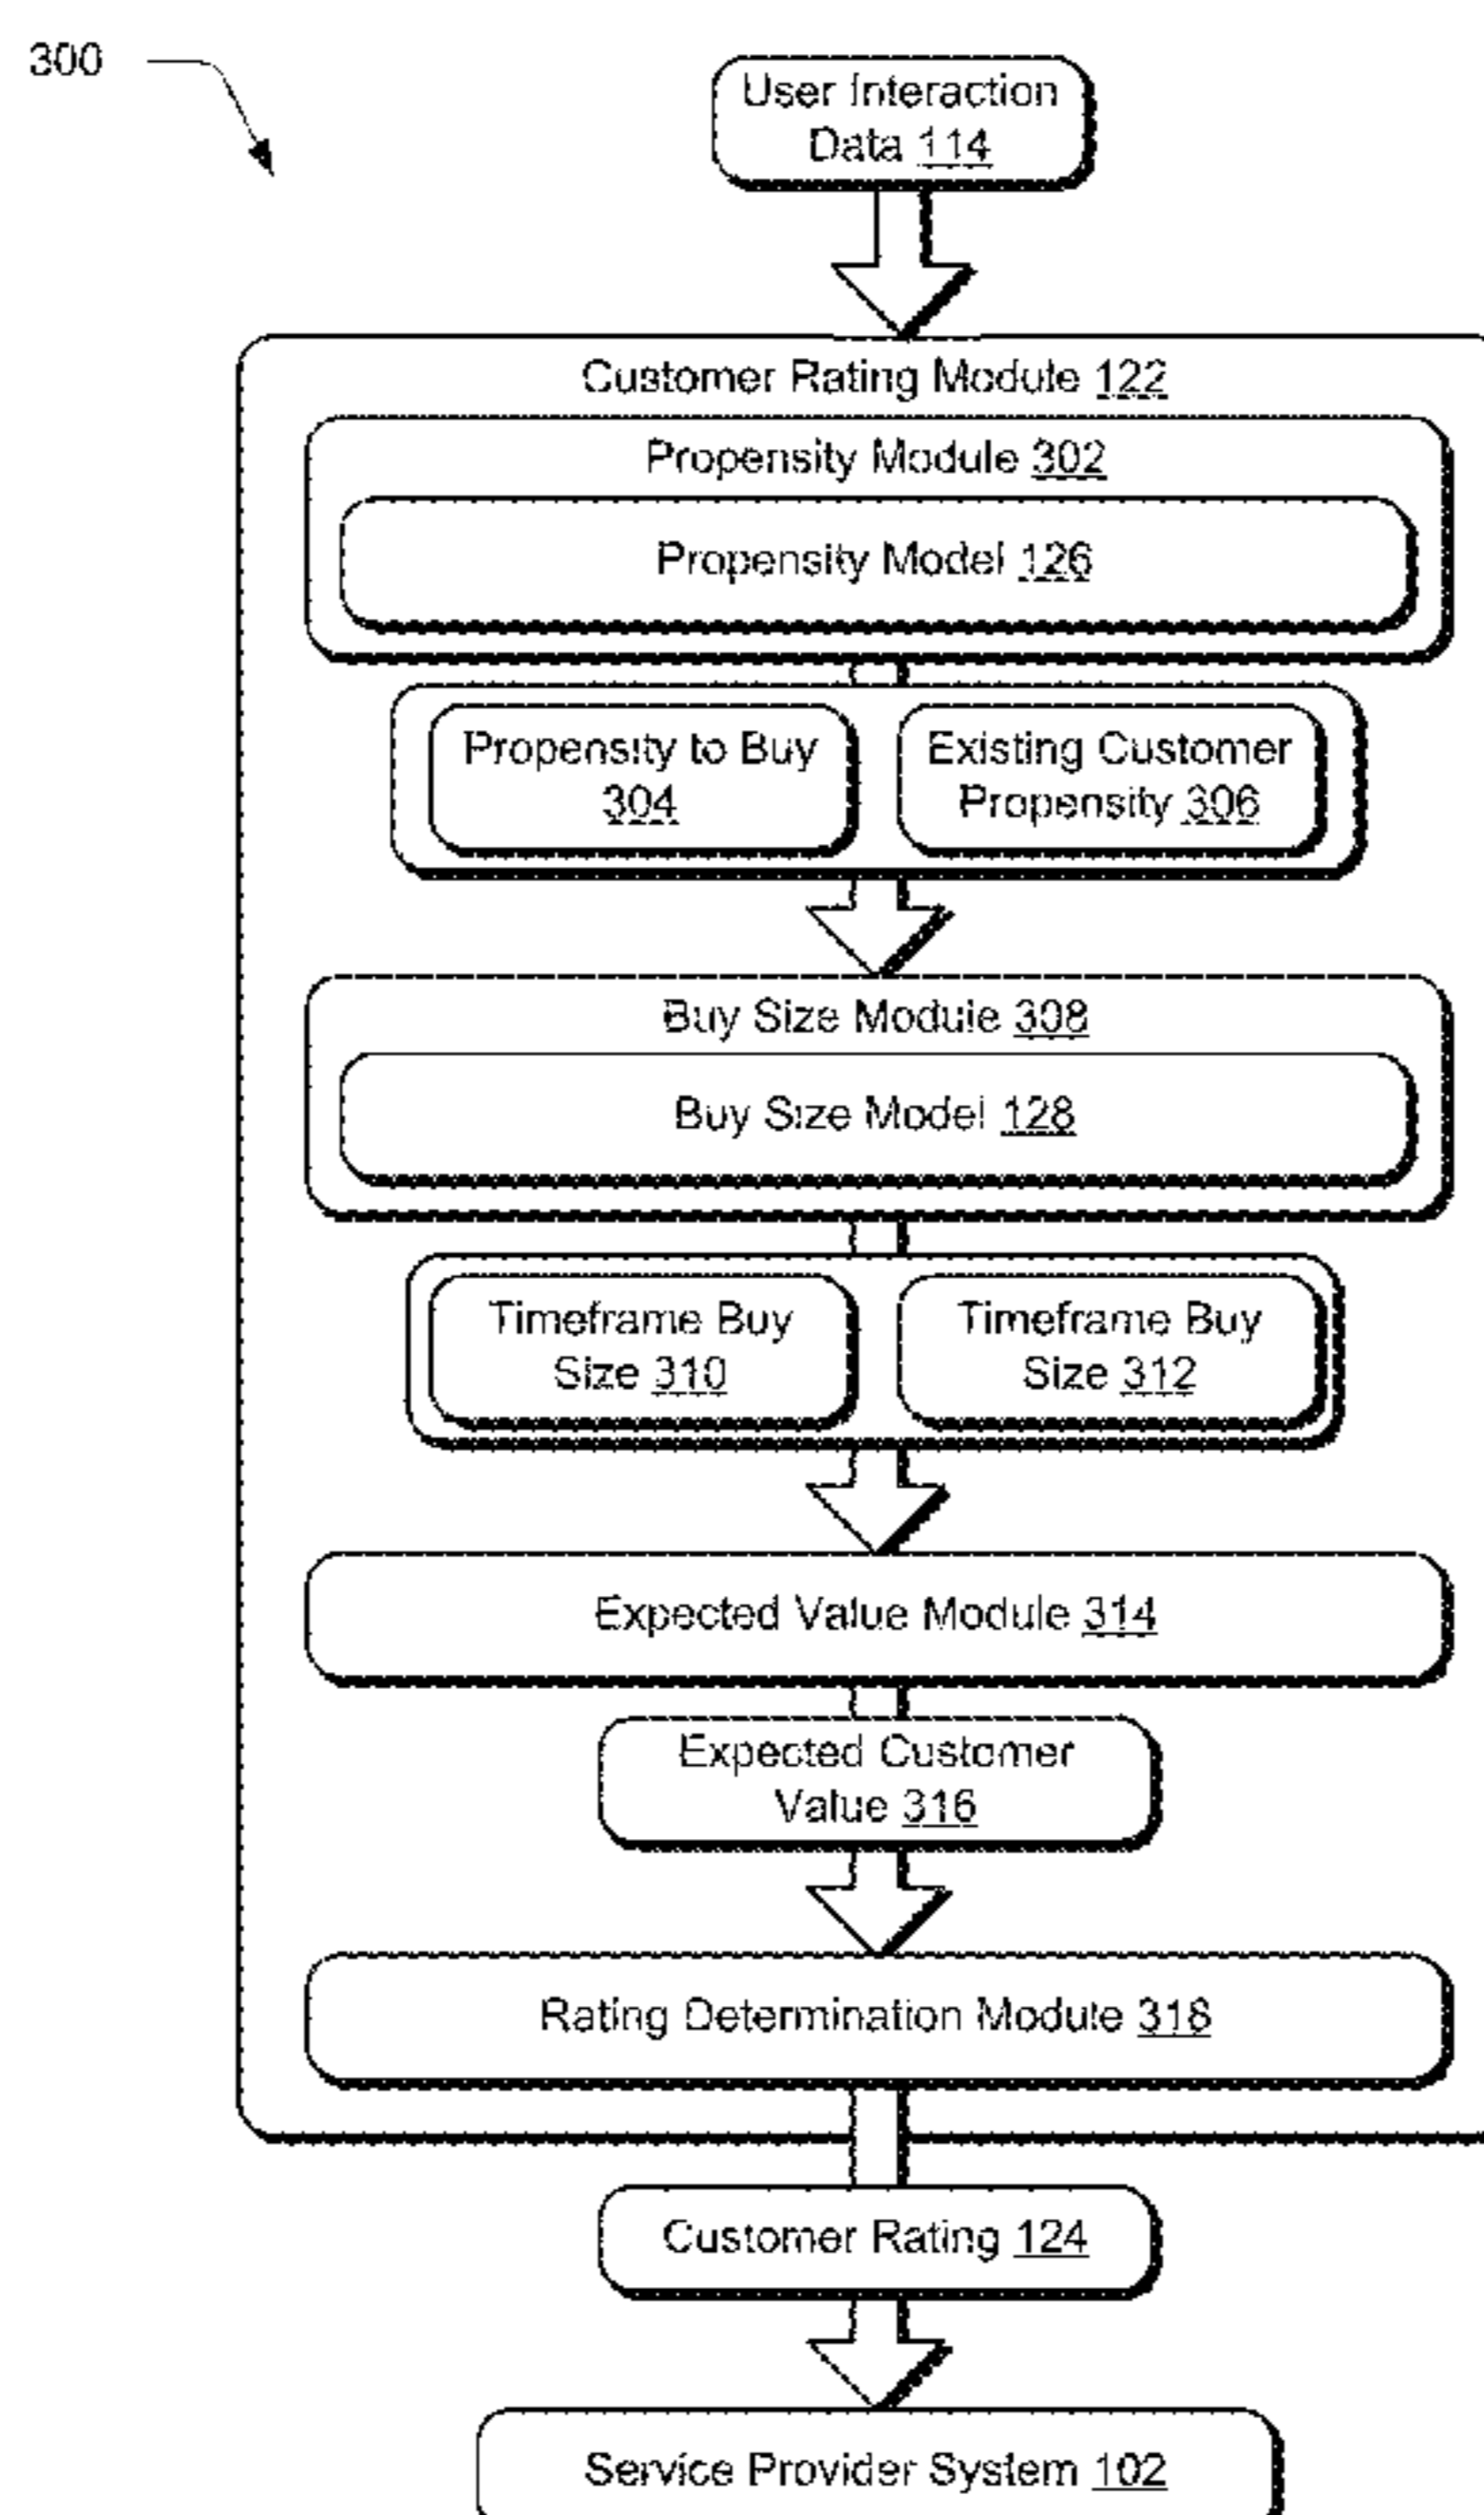 300
User Interaction
Data 114
Customer Rating Module 122
Propensity Module 302
Propensity Model 126
Propensity to Buy
304
Existing Customer
Propensity 306
Buy Size Module 308
Buy Size Model 128
Timeframe Buy
Size 310
Timeframe Buy
Size 312
Expected Value Module 314
Expected Customer
Value 316
Rating Determination Module 318
Customer Rating 124
Service Provider System 102